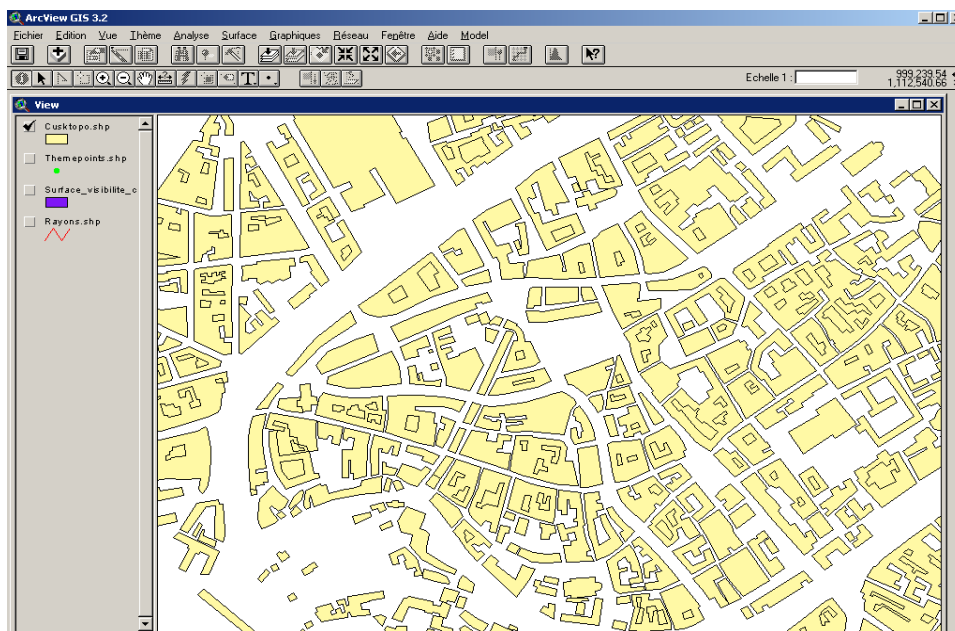 ArcView GIS 3.2
Fichier Edition Vue Thème Analyse Surface Graphiques Réseau Fenêtre Aide Model
Echelle 1 : 999,239.54
1,112,540.66
View
Cusktopo.shp
Themepoints.shp
Surface_visibilite_c
Rayons.shp